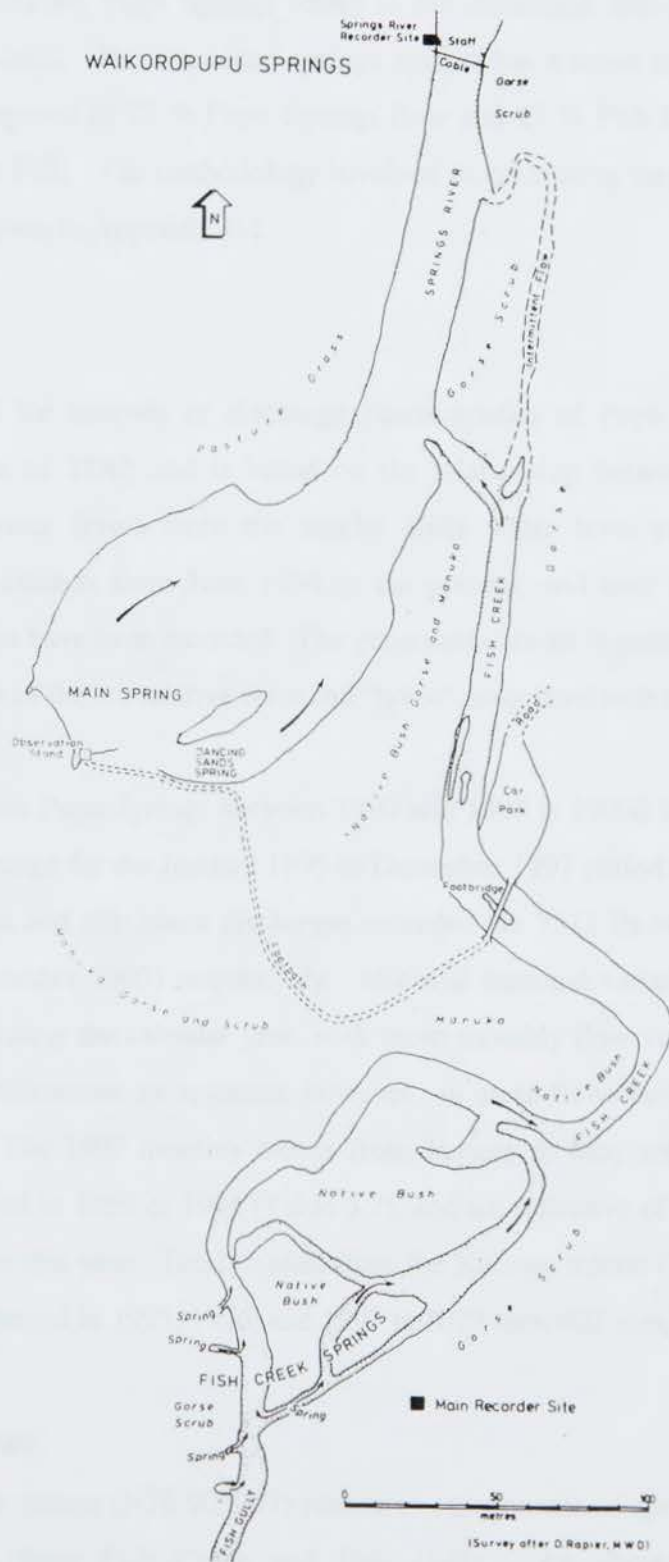 Springs River
Recorder Site
Staff
Cable
WAIKOROPUPU SPRINGS
Gorse
Scrub
N
SPRINGS RIVER
Gorse Scrub
Intermittent Flow
Pasture Grass
Gorse
Native Bush Gorse and Manuka
FISH CREEK
MAIN SPRING
Observation
Stand
DANCING
SANDS
SPRING
Road
Car
Park
Footbridge
Gorse and Scrub
Manuka
Native Bush
FISH CREEK
Native Bush
Native
Bush
Gorse Scrub
Spring
Spring
FISH CREEK SPRINGS
Gorse
Scrub
Spring
Spring
Main Recorder Site
FISH GULLY
0 50 100
metres
(Survey after D. Rapier, MWD)